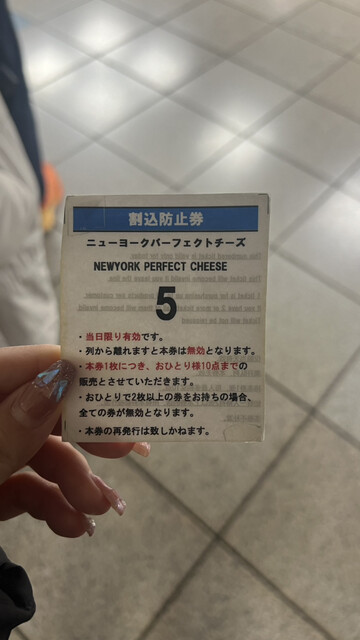 割込防止券
ニューヨークパーフェクトチーズ
NEWYORK PERFECT CHEESE
5
・当日限り有効です。
・列から離れますと本券は無効となります。
・本券1枚につき、おひとり様10点までの
販売とさせていただきます。
・おひとりで2枚以上の券をお持ちの場合、
全ての券が無効となります。
・本券の再発行は致しかねます。